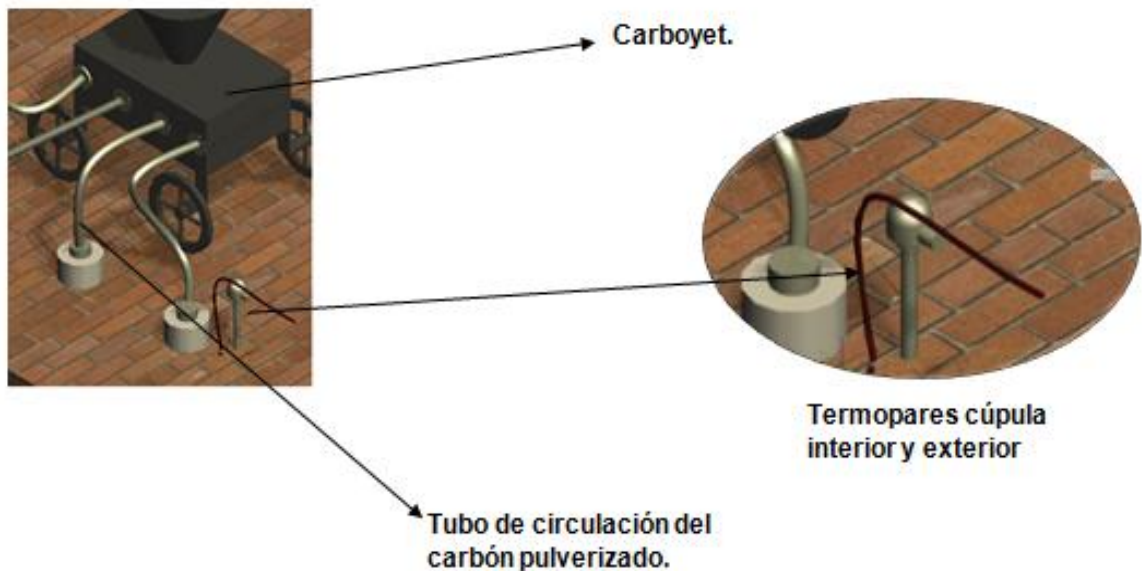 Carboyet.
Termopares cúpula
interior y exterior
Tubo de circulación del
carbón pulverizado.